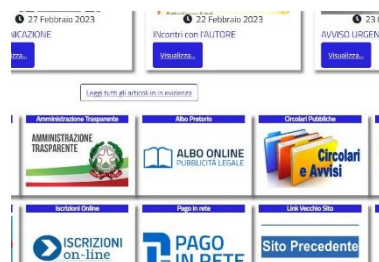 27 Febbraio 2023
22 Febbraio 2023
NICAZIONE
INcontri con l'AUTORE
AVVISO URGEN
Visualizza...
Visualizza...
Leggi tutti gli articoli in in evidenza
Amministrazione Trasparente
Albo Pretorio
Circolari Pubbliche
AMMINISTRAZIONE
TRASPARENTE
ALBO ONLINE
PUBBLICITÀ LEGALE
Circolari
e Avvisi
Iscrizioni Online
Pago in rete
Link Vecchio Sito
ISCRIZIONI
on-line
PAGO
IN RETE
Sito Precedente